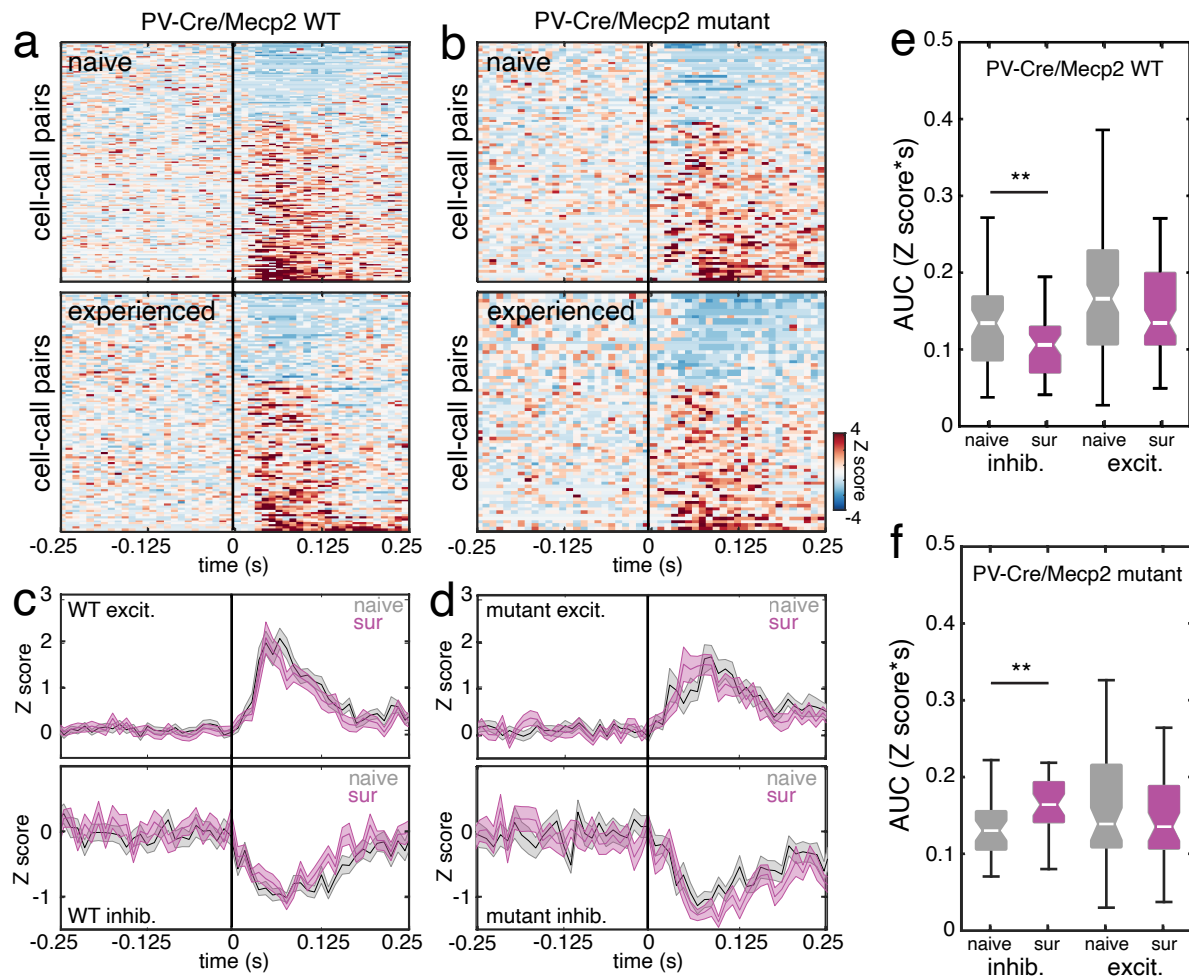 a
PV-Cre/Mecp2 WT
naive
cell-call pairs
experienced
cell-call pairs
-0.25 -0.125 0 0.125 0.25
time (s)
b
PV-Cre/Mecp2 mutant
naive
cell-call pairs
experienced
cell-call pairs
4
Z score
-4
-0.25 -0.125 0 0.125 0.25
time (s)
c
WT excit.
naive
sur
3
2
1
0
Z score
naive
sur
0
-1
Z score
WT inhib.
-0.25 -0.125 0 0.125 0.25
time (s)
d
mutant excit.
naive
sur
3
2
1
0
Z score
naive
sur
0
-1
Z score
mutant inhib.
-0.25 -0.125 0 0.125 0.25
time (s)
e
PV-Cre/Mecp2 WT
0.5
0.4
0.3
0.2
0.1
0
AUC (Z score*s)
**
naive sur naive sur
inhib. excit.
f
PV-Cre/Mecp2 mutant
0.5
0.4
0.3
0.2
0.1
0
AUC (Z score*s)
**
naive sur naive sur
inhib. excit.